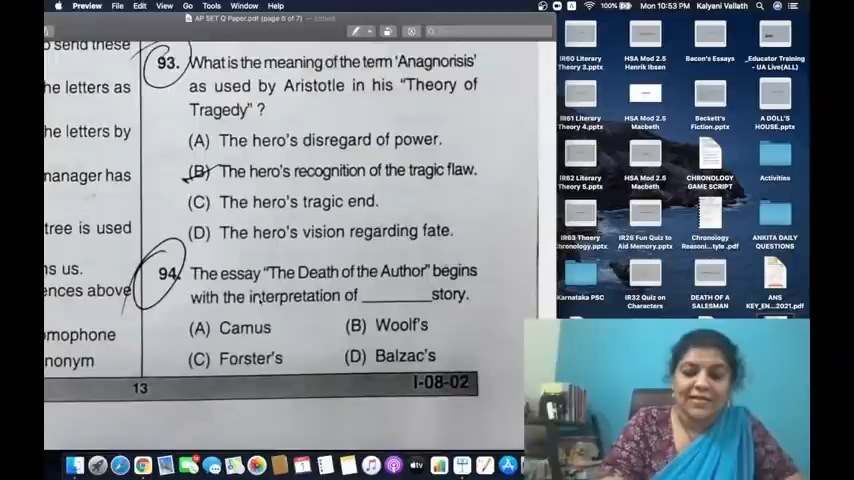 Preview File Edit View Go Tools Window Help
100% Mon 10:53 PM Kalyani Vallath
AP SET Q Paper.pdf (page 6 of 7) — Edited
Search
o send these
he letters as
he letters by
manager has
tree is used
ns us.
ences above
omophone
nonym
93. What is the meaning of the term 'Anagnorisis'
as used by Aristotle in his "Theory of
Tragedy" ?
(A) The hero's disregard of power.
(B) The hero's recognition of the tragic flaw.
(C) The hero's tragic end.
(D) The hero's vision regarding fate.
94. The essay "The Death of the Author" begins
with the interpretation of ________ story.
(A) Camus (B) Woolf's
(C) Forster's (D) Balzac's
13 I-08-02
IR60 Literary
Theory 3.pptx
HSA Mod 2.5
Henrik Ibsen
Bacon's Essays
_Educator Training
- UA Live(ALL)
IR61 Literary
Theory 4.pptx
HSA Mod 2.5
Macbeth
Beckett's
Fiction.pptx
A DOLL'S
HOUSE.pptx
IR62 Literary
Theory 5.pptx
HSA Mod 2.5
Macbeth
CHRONOLOGY
GAME SCRIPT
Activities
IR63 Theory
Chronology.pptx
IR26 Fun Quiz to
Aid Memory.pptx
Chronology
Reasoni...tyle .pdf
ANKITA DAILY
QUESTIONS
Karnataka PSC
IR32 Quiz on
Characters
DEATH OF A
SALESMAN
ANS
KEY_EN...2021.pdf